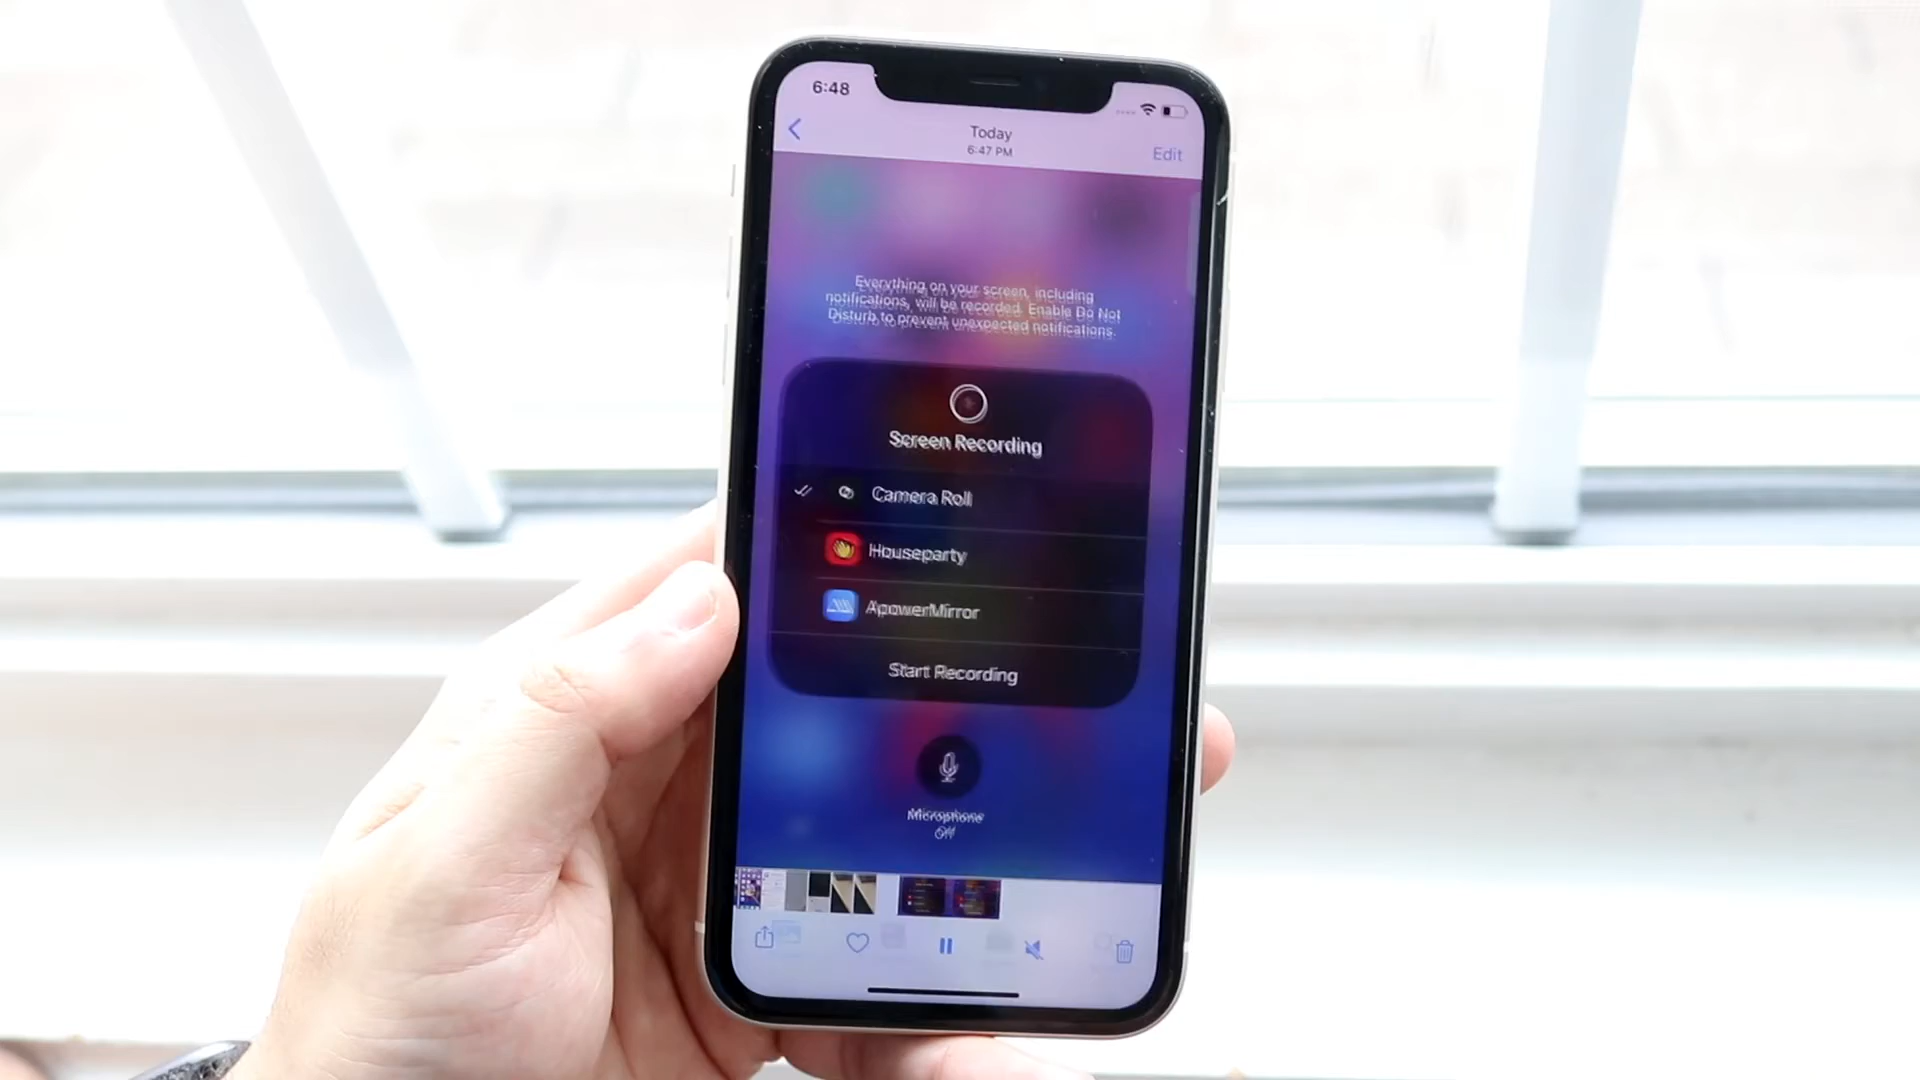 6:48
Today
6:47 PM
Edit
Everything on your screen, including
notifications, will be recorded. Enable Do Not
Disturb to prevent unexpected notifications.
Screen Recording
Camera Roll
Houseparty
ApowerMirror
Start Recording
Microphone
Off